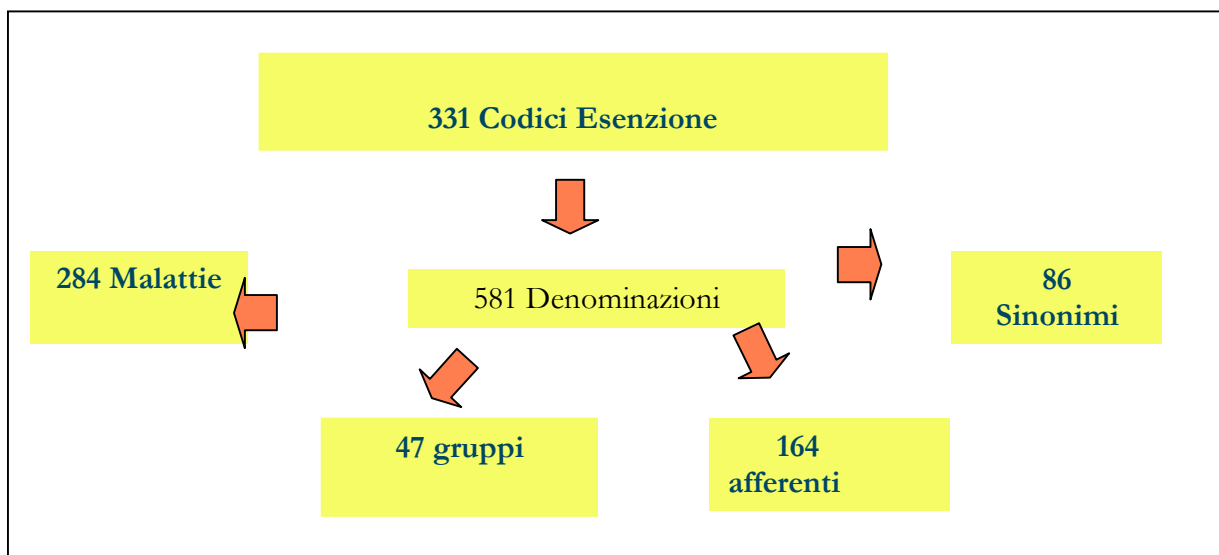 331 Codici Esenzione
284 Malattie
581 Denominazioni
86
Sinonimi
47 gruppi
164
afferenti